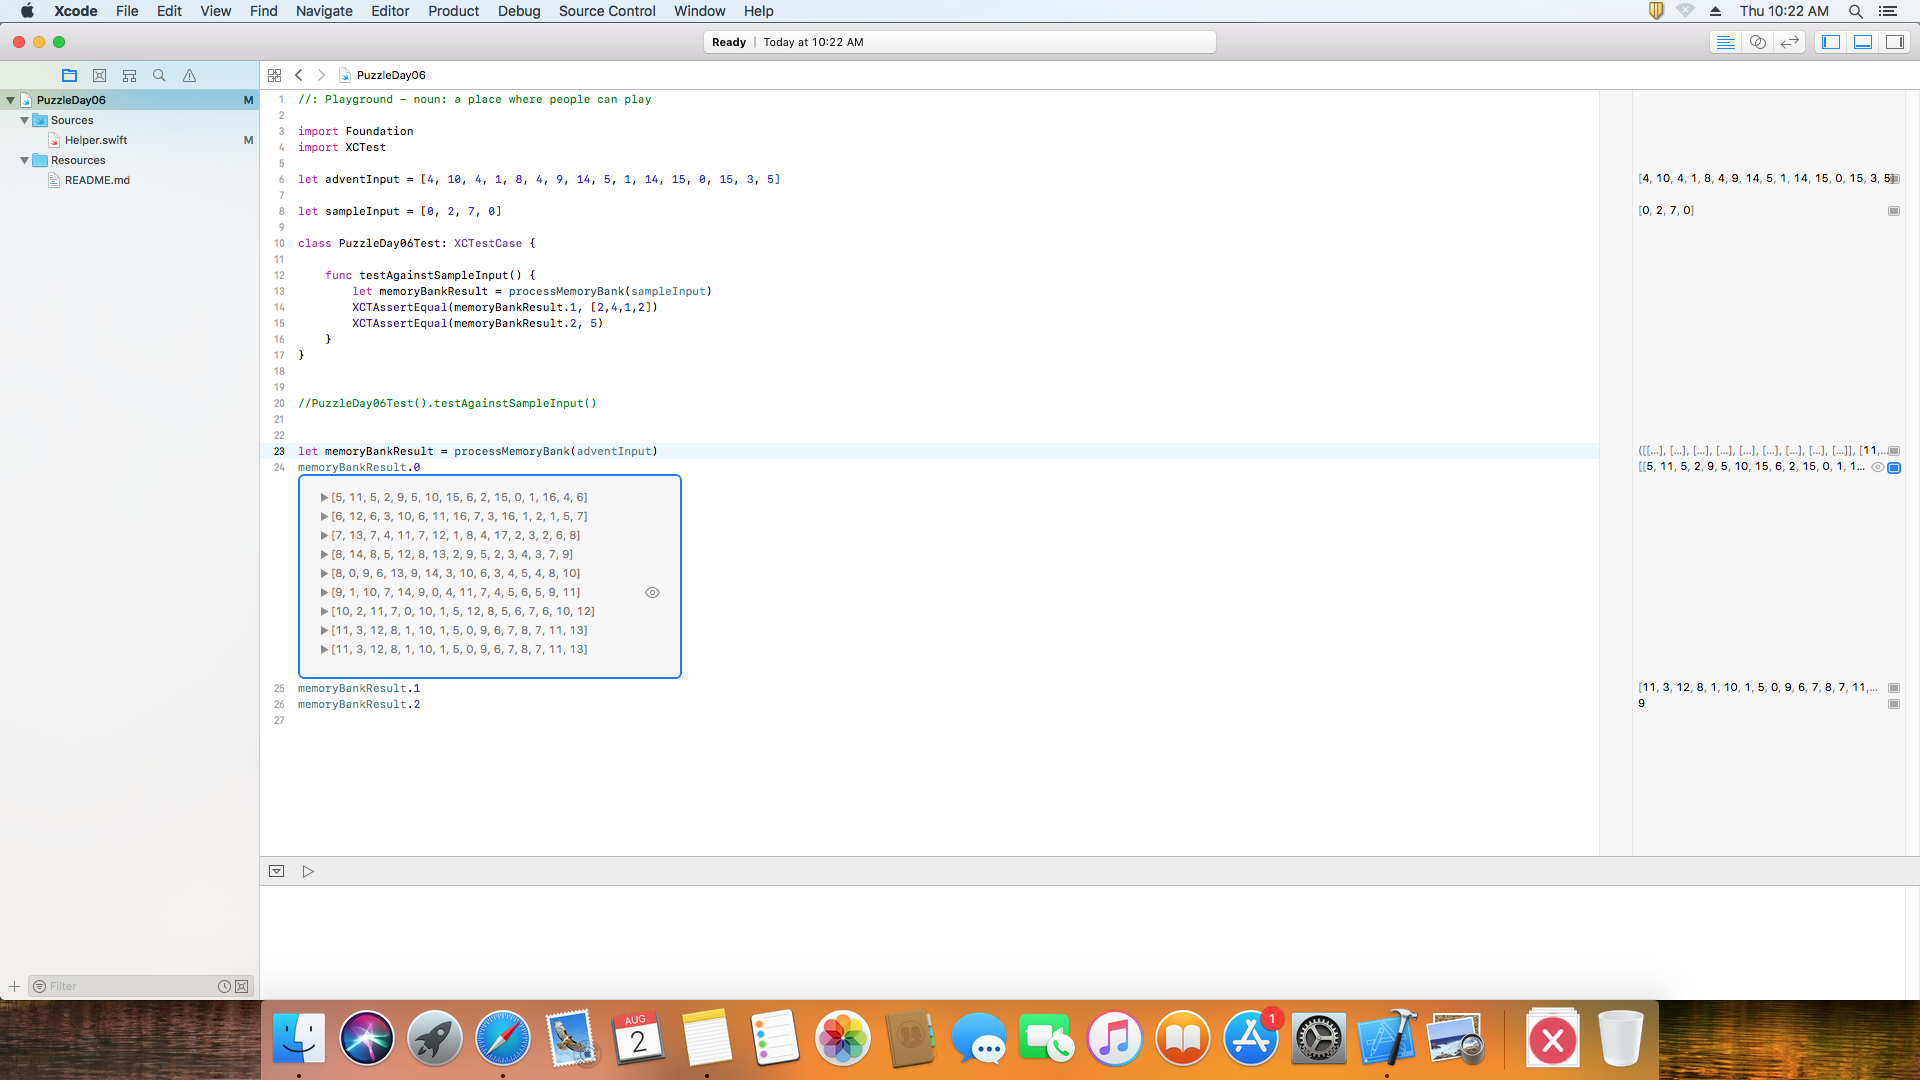 Xcode File Edit View Find Navigate Editor Product Debug Source Control Window Help Thu 10:22 AM
Ready | Today at 10:22 AM
PuzzleDay06
PuzzleDay06 M
Sources
Helper.swift M
Resources
README.md
1 //: Playground - noun: a place where people can play
2
3 import Foundation
4 import XCTest
5
6 let adventInput = [4, 10, 4, 1, 8, 4, 9, 14, 5, 1, 14, 15, 0, 15, 3, 5]
7
8 let sampleInput = [0, 2, 7, 0]
9
10 class PuzzleDay06Test: XCTestCase {
11
12 func testAgainstSampleInput() {
13 let memoryBankResult = processMemoryBank(sampleInput)
14 XCTAssertEqual(memoryBankResult.1, [2,4,1,2])
15 XCTAssertEqual(memoryBankResult.2, 5)
16 }
17 }
18
19
20 //PuzzleDay06Test().testAgainstSampleInput()
21
22
23 let memoryBankResult = processMemoryBank(adventInput)
24 memoryBankResult.0
[5, 11, 5, 2, 9, 5, 10, 15, 6, 2, 15, 0, 1, 16, 4, 6]
[6, 12, 6, 3, 10, 6, 11, 16, 7, 3, 16, 1, 2, 1, 5, 7]
[7, 13, 7, 4, 11, 7, 12, 1, 8, 4, 17, 2, 3, 2, 6, 8]
[8, 14, 8, 5, 12, 8, 13, 2, 9, 5, 2, 3, 4, 3, 7, 9]
[8, 0, 9, 6, 13, 9, 14, 3, 10, 6, 3, 4, 5, 4, 8, 10]
[9, 1, 10, 7, 14, 9, 0, 4, 11, 7, 4, 5, 6, 5, 9, 11]
[10, 2, 11, 7, 0, 10, 1, 5, 12, 8, 5, 6, 7, 6, 10, 12]
[11, 3, 12, 8, 1, 10, 1, 5, 0, 9, 6, 7, 8, 7, 11, 13]
[11, 3, 12, 8, 1, 10, 1, 5, 0, 9, 6, 7, 8, 7, 11, 13]
25 memoryBankResult.1
26 memoryBankResult.2
27
[4, 10, 4, 1, 8, 4, 9, 14, 5, 1, 14, 15, 0, 15, 3, 5]
[0, 2, 7, 0]
([[...], [...], [...], [...], [...], [...], [...], [...], [...]], [11,...
[[5, 11, 5, 2, 9, 5, 10, 15, 6, 2, 15, 0, 1, 1...
[11, 3, 12, 8, 1, 10, 1, 5, 0, 9, 6, 7, 8, 7, 11,...
9
Filter
AUG
2
1